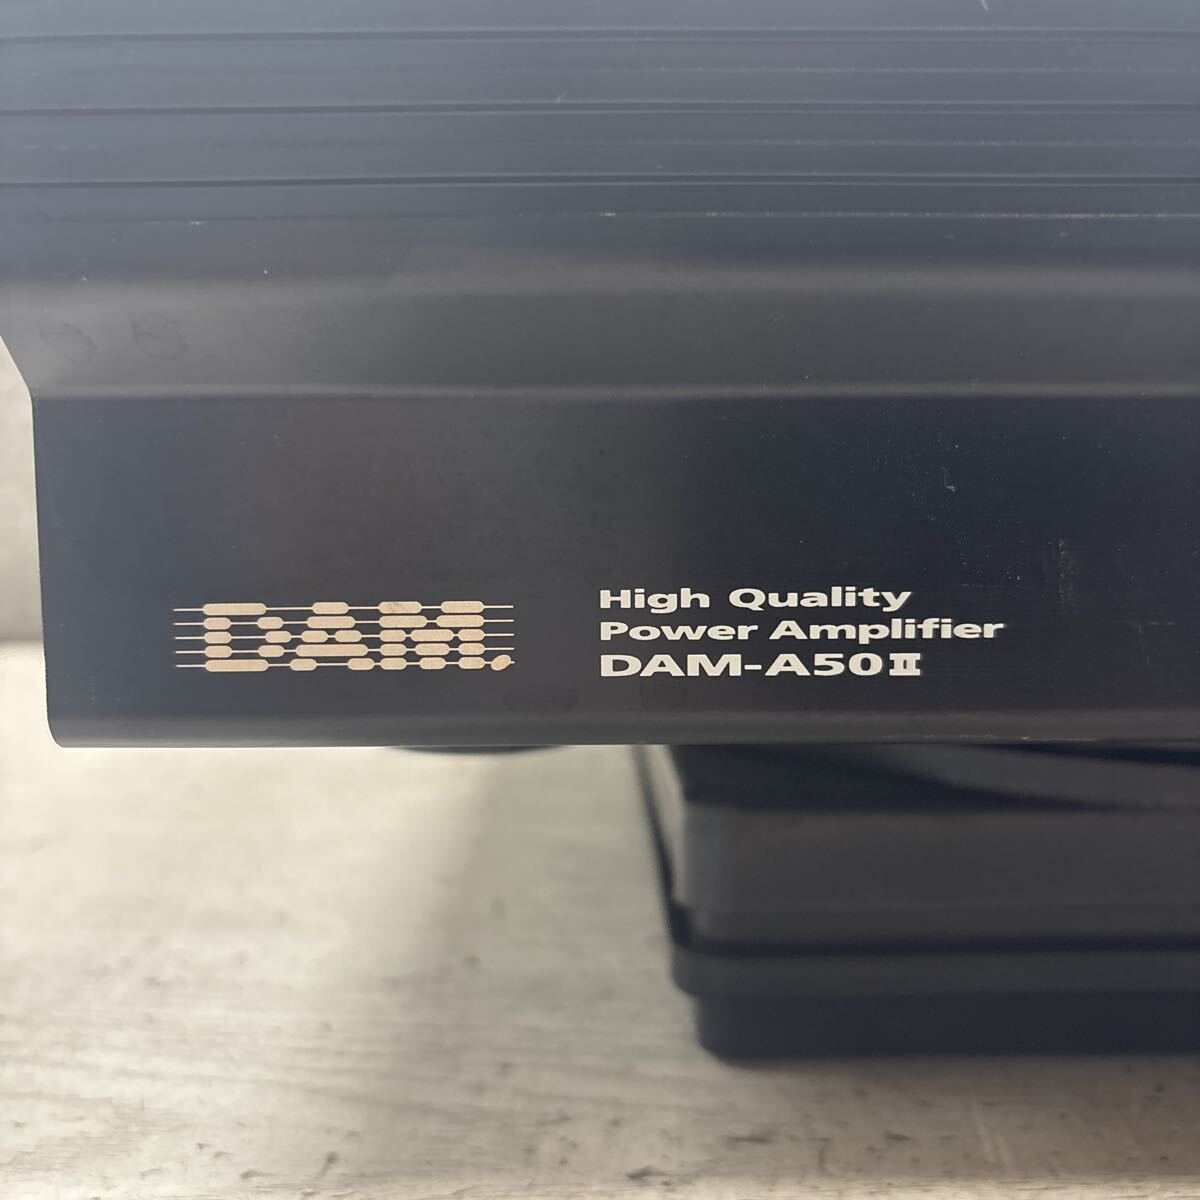 DAM
High Quality
Power Amplifier
DAM-A50II